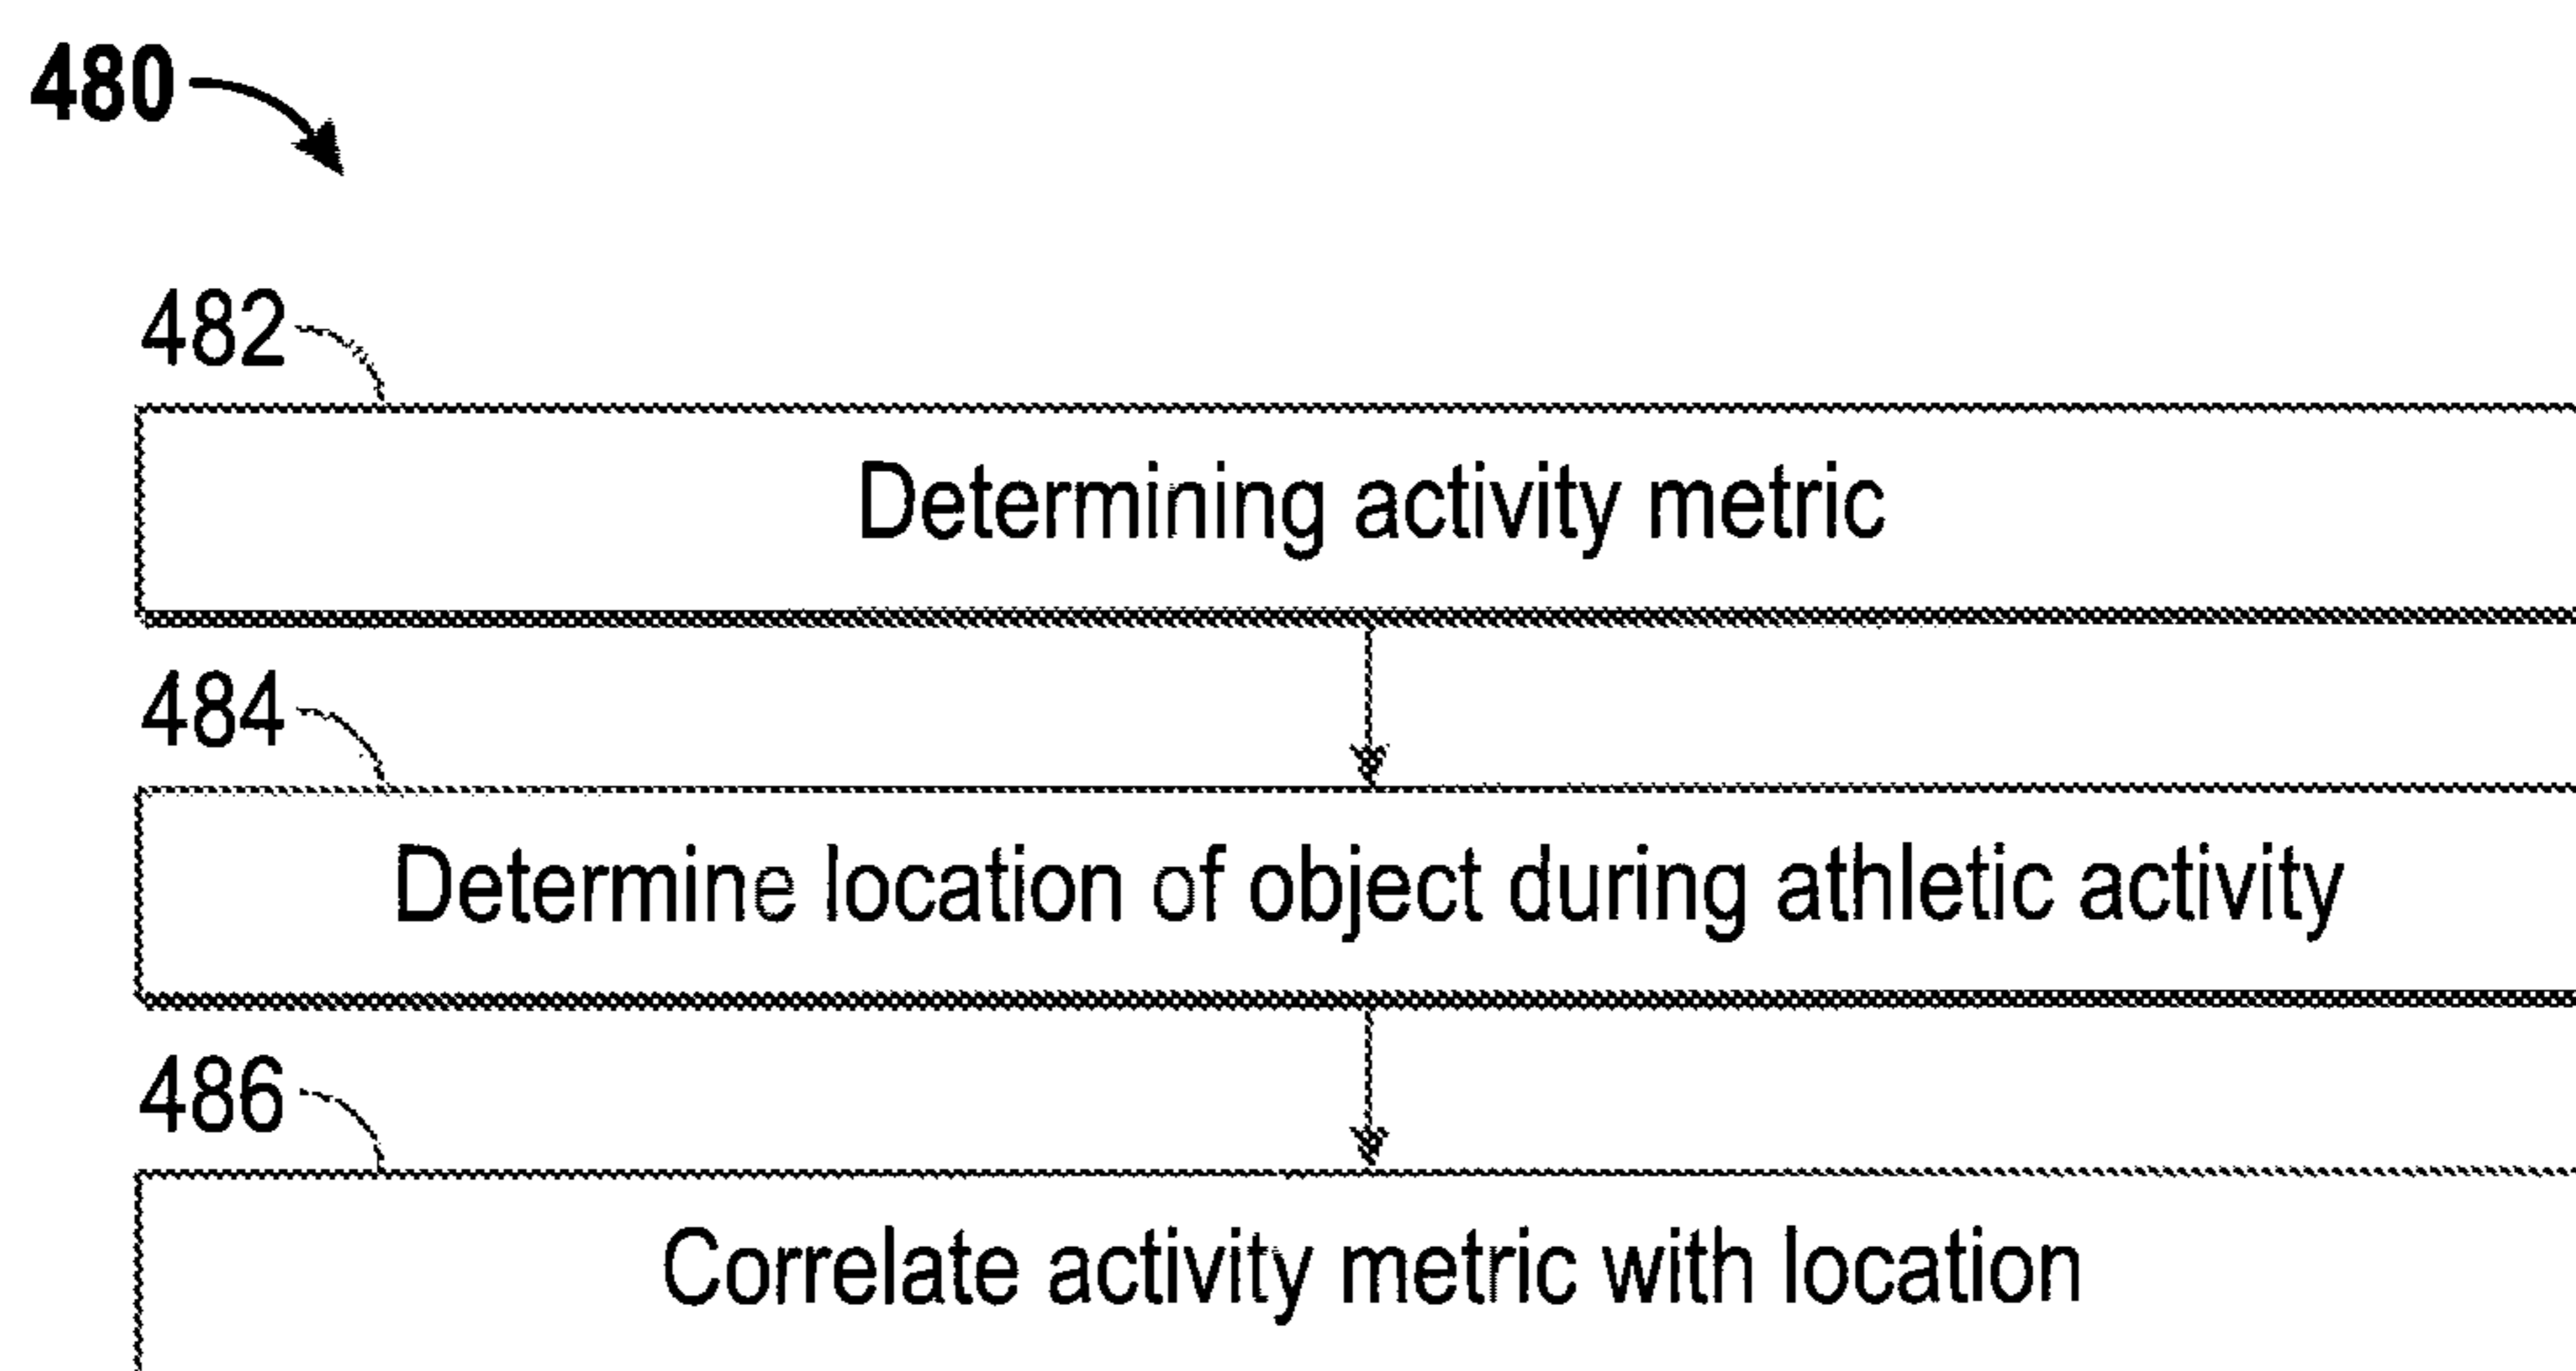 480
482
Determining activity metric
484
Determine location of object during athletic activity
486
Correlate activity metric with location